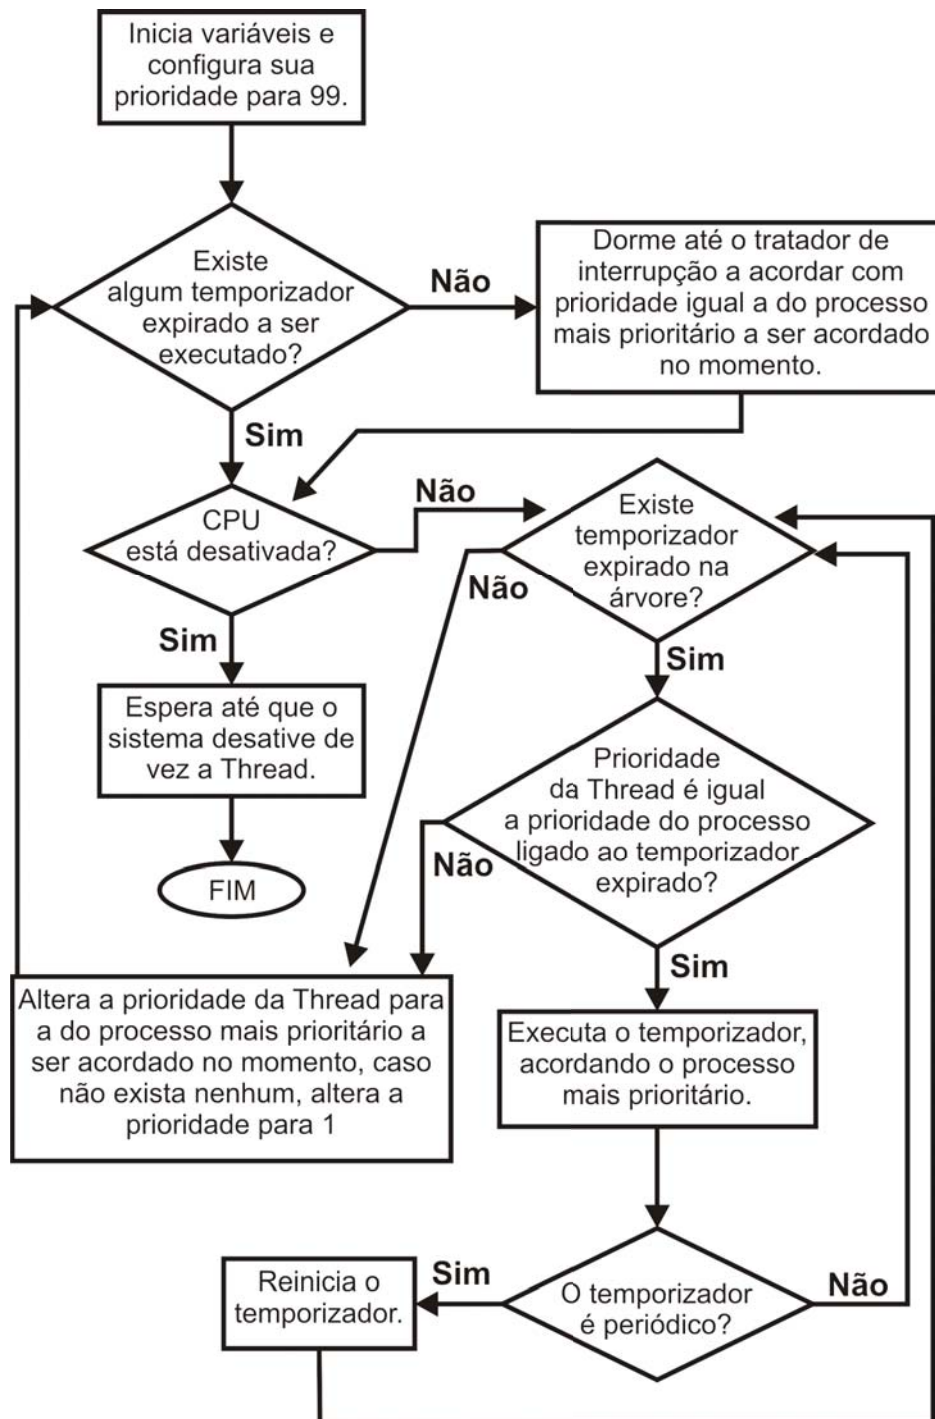 Inicia variáveis e
configura sua
prioridade para 99.
Existe
algum temporizador
expirado a ser
executado?
Não
Dorme até o tratador de
interrupção a acordar com
prioridade igual a do processo
mais prioritário a ser acordado
no momento.
Sim
CPU
está desativada?
Não
Existe
temporizador
expirado na
árvore?
Não
Sim
Sim
Espera até que o
sistema desative de
vez a Thread.
FIM
Prioridade
da Thread é igual
a prioridade do processo
ligado ao temporizador
expirado?
Não
Sim
Altera a prioridade da Thread para
a do processo mais prioritário a
ser acordado no momento, caso
não exista nenhum, altera a
prioridade para 1
Executa o temporizador,
acordando o processo
mais prioritário.
O temporizador
é periódico?
Sim
Não
Reinicia o
temporizador.